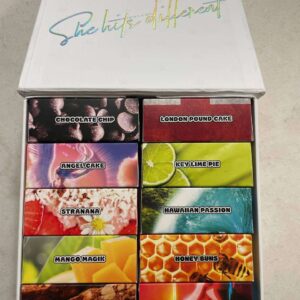 She hits different
CHOCOLATE CHIP
LONDON POUND CAKE
ANGEL CAKE
KEY LIME PIE
STRANANA
HAWAIIAN PASSION
MANGO MAGIK
HONEY BUNS